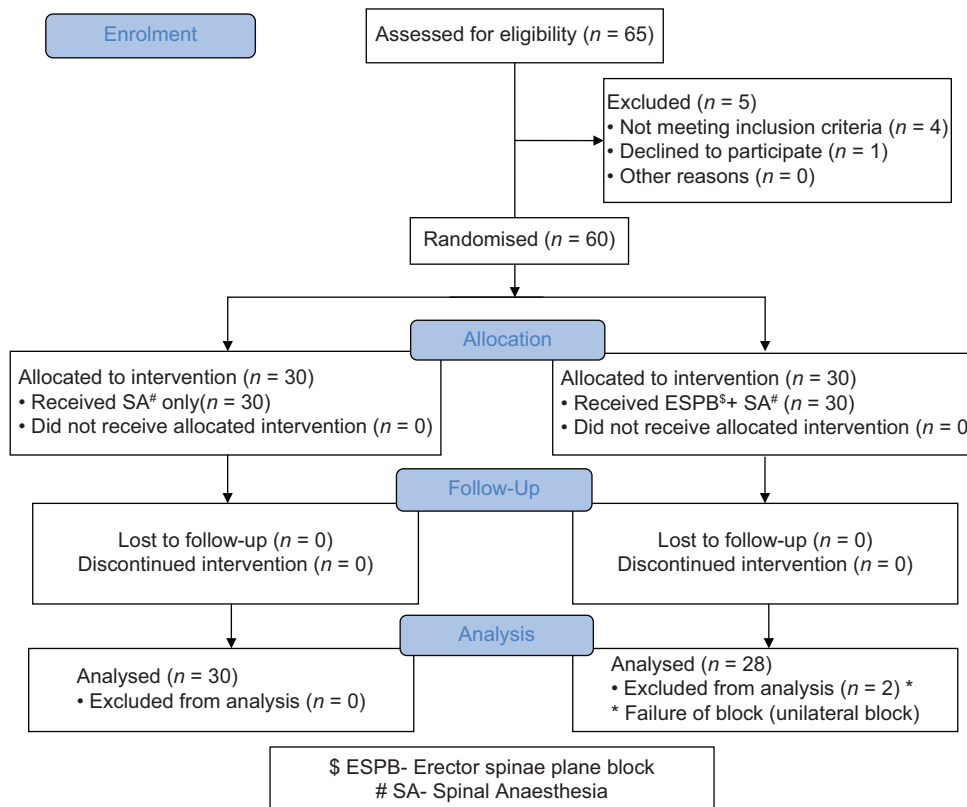 Enrolment
Assessed for eligibility (n = 65)
Excluded (n = 5)
• Not meeting inclusion criteria (n = 4)
• Declined to participate (n = 1)
• Other reasons (n = 0)
Randomised (n = 60)
Allocation
Allocated to intervention (n = 30)
• Received SA# only(n = 30)
• Did not receive allocated intervention (n = 0)
Allocated to intervention (n = 30)
• Received ESPB$+ SA# (n = 30)
• Did not receive allocated intervention (n = 0
Follow-Up
Lost to follow-up (n = 0)
Discontinued intervention (n = 0)
Lost to follow-up (n = 0)
Discontinued intervention (n = 0)
Analysis
Analysed (n = 30)
• Excluded from analysis (n = 0)
Analysed (n = 28)
• Excluded from analysis (n = 2) *
* Failure of block (unilateral block)
$ ESPB- Erector spinae plane block
# SA- Spinal Anaesthesia